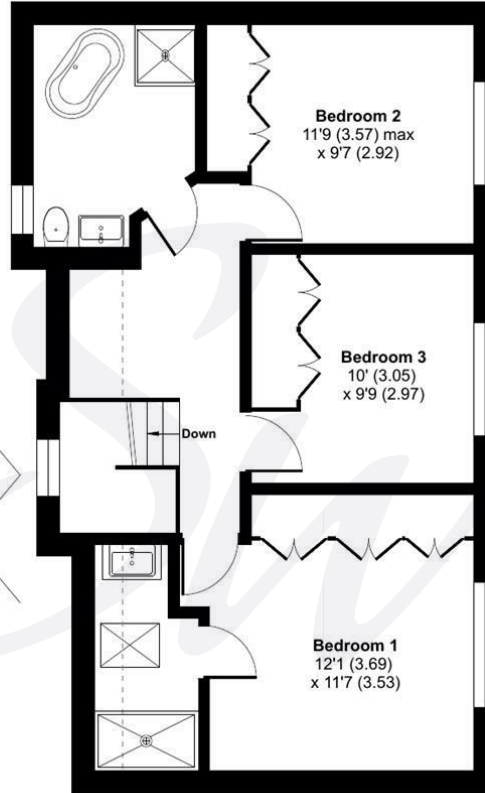 Bedroom 2
11'9 (3.57) max
x 9'7 (2.92)
Bedroom 3
10' (3.05)
x 9'9 (2.97)
Down
Bedroom 1
12'1 (3.69)
x 11'7 (3.53)